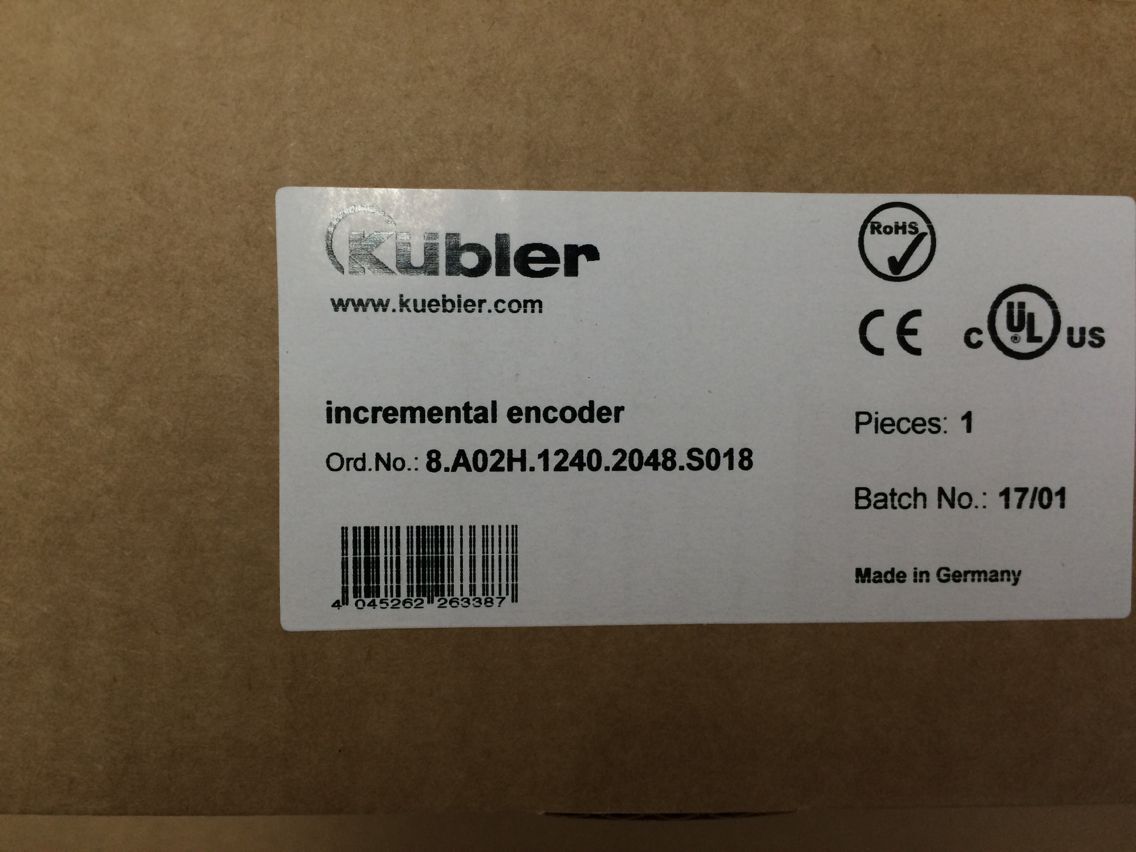 Kübler
www.kuebler.com
RoHS
CE
c UL ® US
incremental encoder
Ord.No.: 8.A02H.1240.2048.S018
Pieces: 1
Batch No.: 17/01
Made in Germany
4 045262 263387